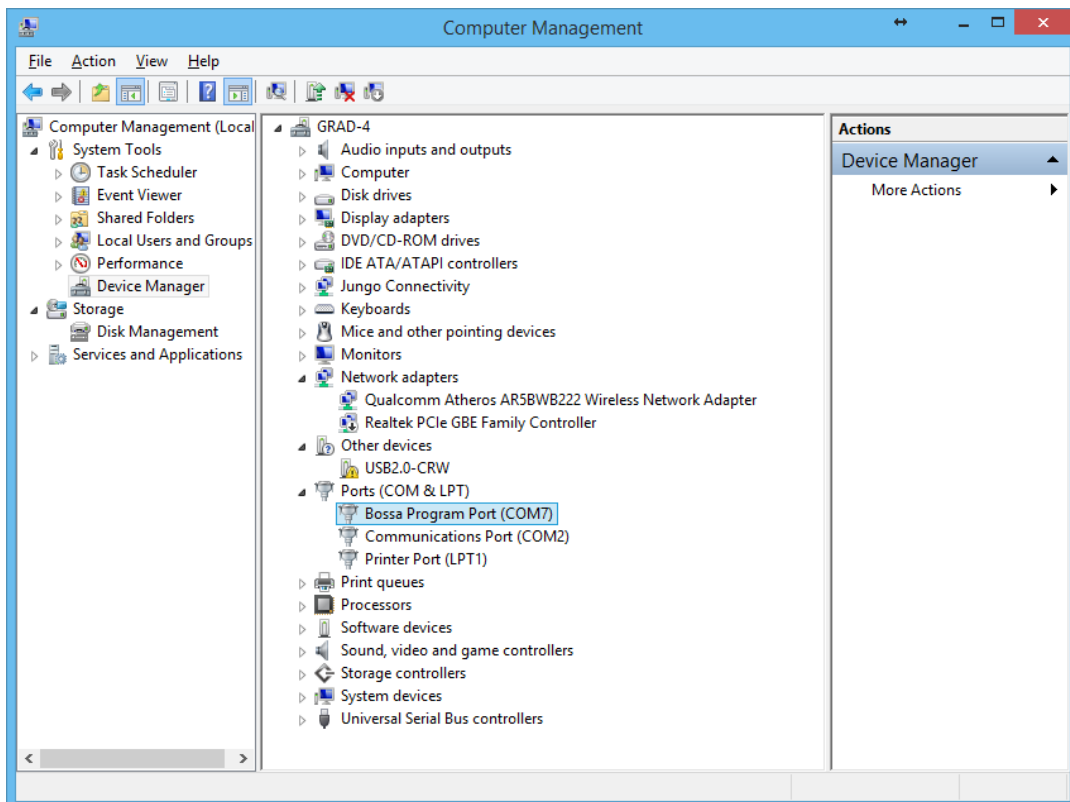 Computer Management
File Action View Help
Computer Management (Local
System Tools
Task Scheduler
Event Viewer
Shared Folders
Local Users and Groups
Performance
Device Manager
Storage
Disk Management
Services and Applications
GRAD-4
Audio inputs and outputs
Computer
Disk drives
Display adapters
DVD/CD-ROM drives
IDE ATA/ATAPI controllers
Jungo Connectivity
Keyboards
Mice and other pointing devices
Monitors
Network adapters
Qualcomm Atheros AR5BWB222 Wireless Network Adapter
Realtek PCIe GBE Family Controller
Other devices
USB2.0-CRW
Ports (COM & LPT)
Bossa Program Port (COM7)
Communications Port (COM2)
Printer Port (LPT1)
Print queues
Processors
Software devices
Sound, video and game controllers
Storage controllers
System devices
Universal Serial Bus controllers
Actions
Device Manager
More Actions